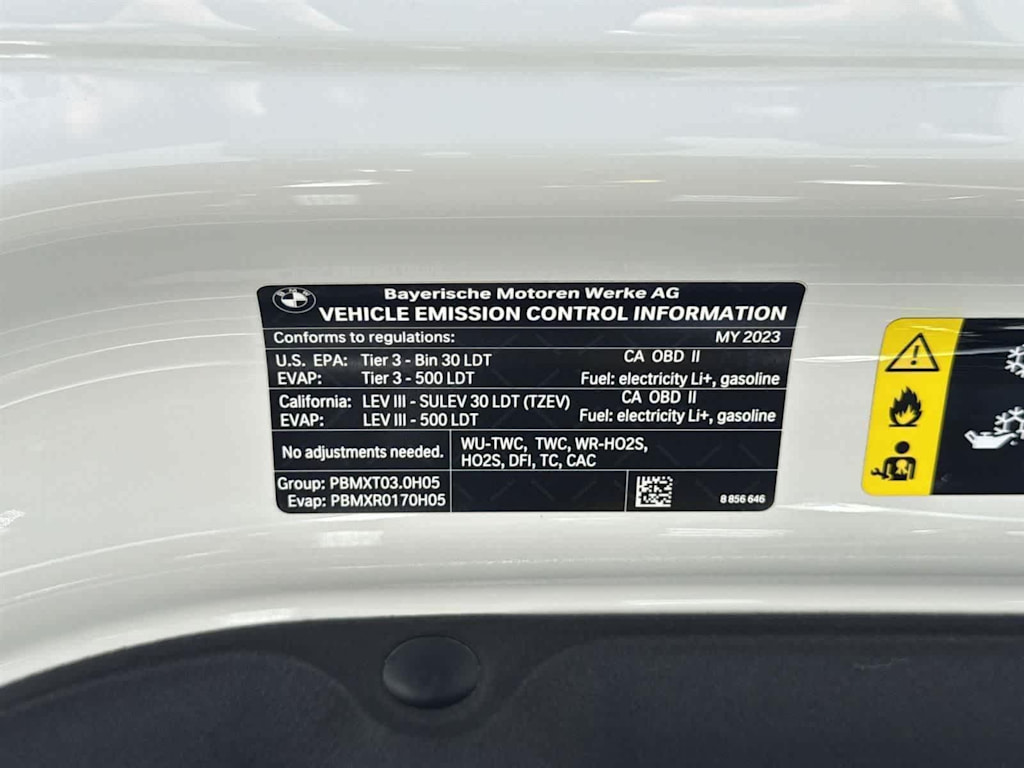 BMW
Bayerische Motoren Werke AG
VEHICLE EMISSION CONTROL INFORMATION
Conforms to regulations: MY 2023
U.S. EPA: Tier 3 - Bin 30 LDT CA OBD II
EVAP: Tier 3 - 500 LDT Fuel: electricity Li+, gasoline
California: LEV III - SULEV 30 LDT (TZEV) CA OBD II
EVAP: LEV III - 500 LDT Fuel: electricity Li+, gasoline
No adjustments needed. WU-TWC, TWC, WR-HO2S,
HO2S, DFI, TC, CAC
Group: PBMXT03.0H05
Evap: PBMXR0170H05 8 856 646